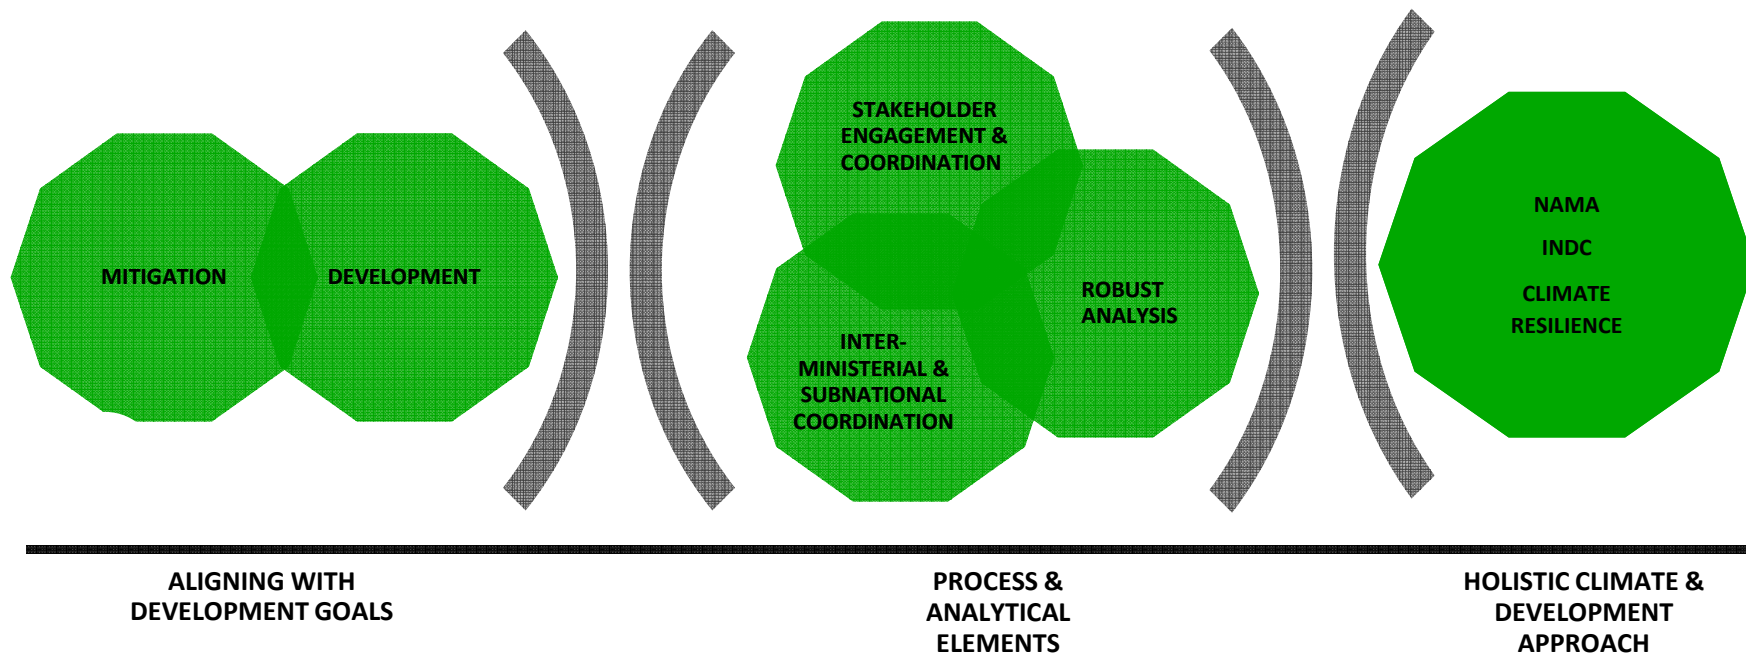 MITIGATION
DEVELOPMENT
STAKEHOLDER
ENGAGEMENT &
COORDINATION
ROBUST
ANALYSIS
INTER-
MINISTERIAL &
SUBNATIONAL
COORDINATION
NAMA
INDC
CLIMATE
RESILIENCE
ALIGNING WITH
DEVELOPMENT GOALS
PROCESS &
ANALYTICAL
ELEMENTS
HOLISTIC CLIMATE &
DEVELOPMENT
APPROACH